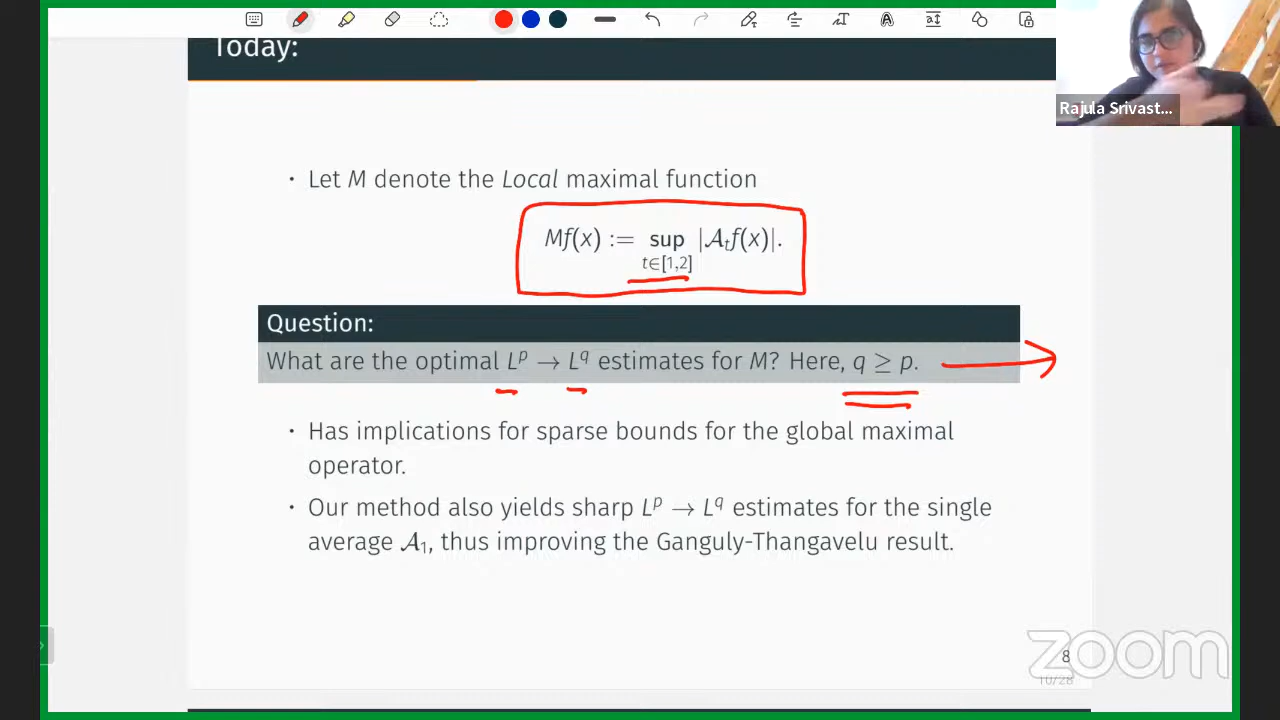 Today:
Rajula Srivast...
• Let M denote the Local maximal function
Mf(x) := sup |𝒜ₜf(x)|.
t∈[1,2]
Question:
What are the optimal Lᵖ → L^q estimates for M? Here, q ≥ p.
• Has implications for sparse bounds for the global maximal
operator.
• Our method also yields sharp Lᵖ → L^q estimates for the single
average 𝒜₁, thus improving the Ganguly-Thangavelu result.
zoom
8
10/28